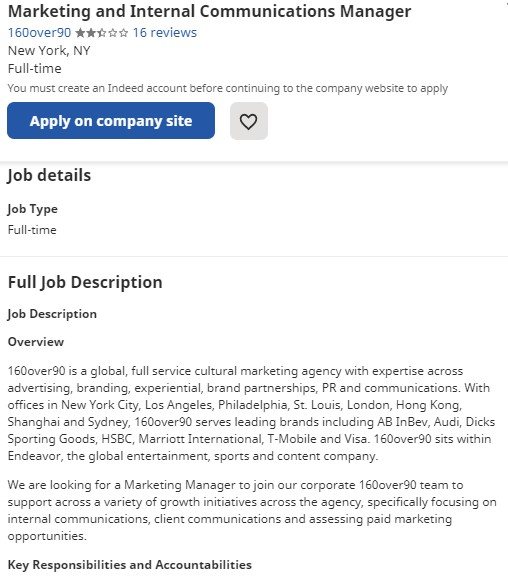 Marketing and Internal Communications Manager
160over90 ★★★☆☆ 16 reviews
New York, NY
Full-time
You must create an Indeed account before continuing to the company website to apply
Apply on company site
Job details
Job Type
Full-time
Full Job Description
Job Description
Overview
160over90 is a global, full service cultural marketing agency with expertise across
advertising, branding, experiential, brand partnerships, PR and communications. With
offices in New York City, Los Angeles, Philadelphia, St. Louis, London, Hong Kong,
Shanghai and Sydney, 160over90 serves leading brands including AB InBev, Audi, Dicks
Sporting Goods, HSBC, Marriott International, T-Mobile and Visa. 160over90 sits within
Endeavor, the global entertainment, sports and content company.
We are looking for a Marketing Manager to join our corporate 160over90 team to
support across a variety of growth initiatives across the agency, specifically focusing on
internal communications, client communications and assessing paid marketing
opportunities.
Key Responsibilities and Accountabilities